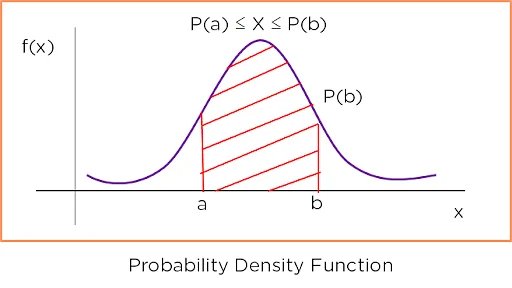 P(a) ≤ X ≤ P(b)
f(x)
P(b)
a
b
x
Probability Density Function